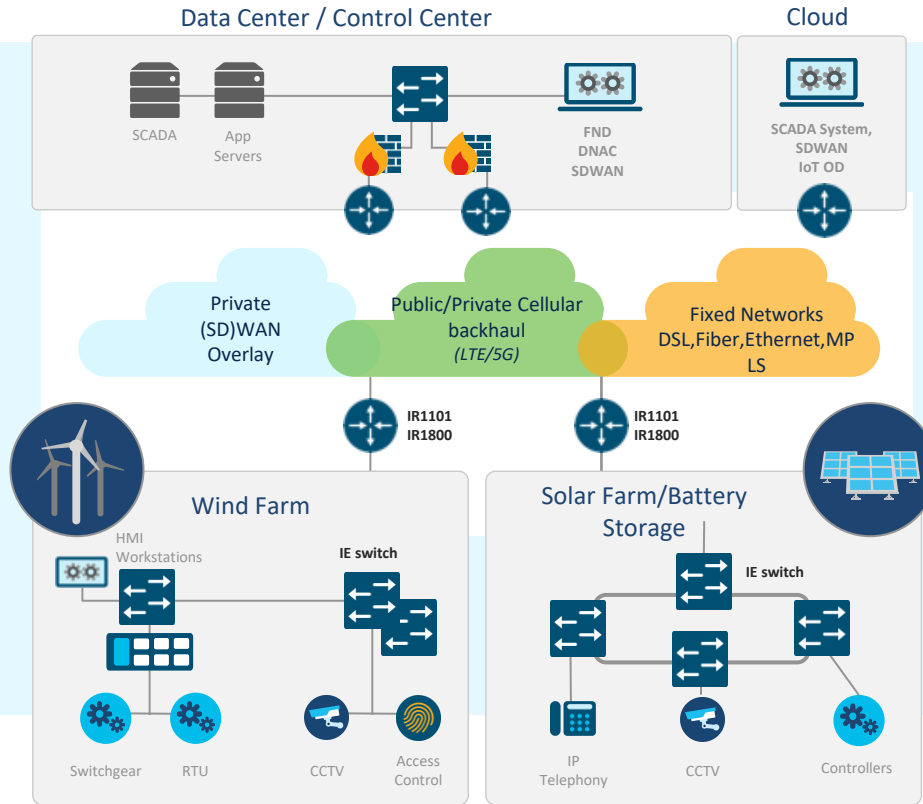 Data Center / Control Center
Cloud
SCADA
App
Servers
FND
DNAC
SDWAN
SCADA System,
SDWAN
IoT OD
Private
(SD)WAN
Overlay
Public/Private Cellular
backhaul
(LTE/5G)
Fixed Networks
DSL,Fiber,Ethernet,MP
LS
IR1101
IR1800
IR1101
IR1800
Wind Farm
HMI
Workstations
IE switch
Switchgear
RTU
CCTV
Access
Control
Solar Farm/Battery
Storage
IE switch
IP
Telephony
CCTV
Controllers